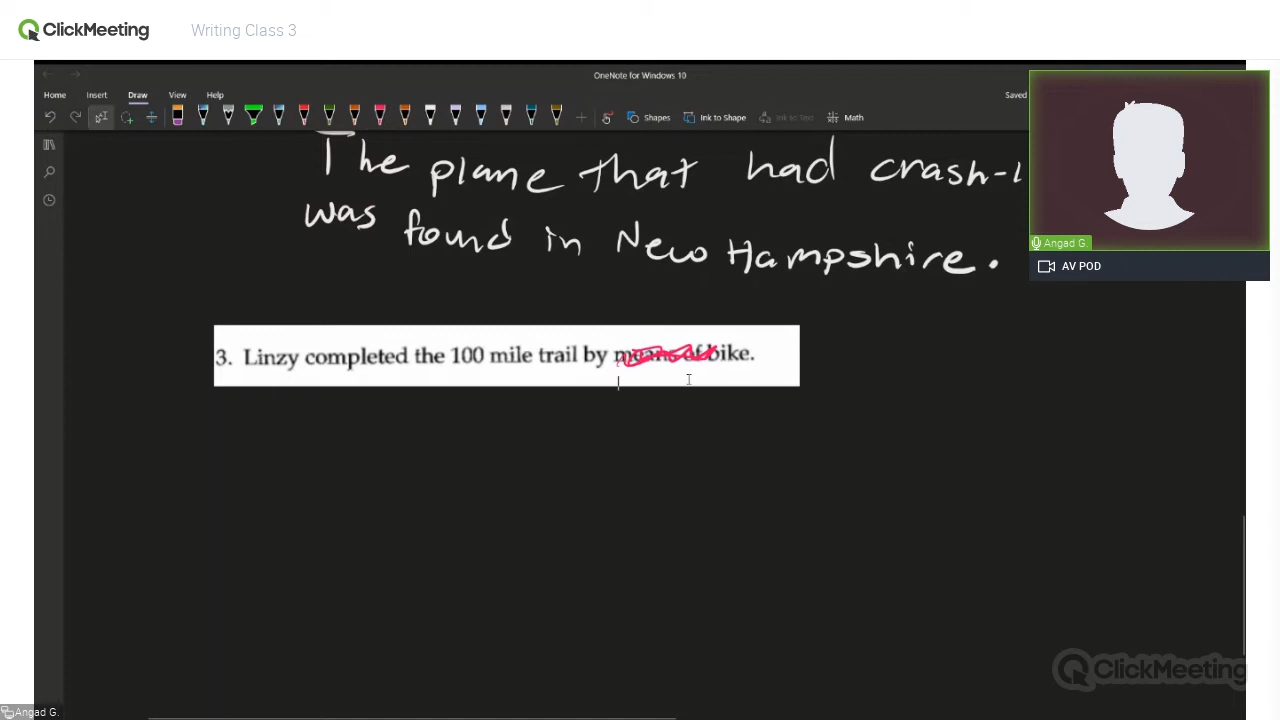 ClickMeeting
Writing Class 3
OneNote for Windows 10
Home Insert Draw View Help
Saved
Shapes Ink to Shape Ink to Text Math
The plane that had crash-l
was found in New Hampshire.
Angad G.
AV POD
3. Linzy completed the 100 mile trail by means of bike.
ClickMeeting
Angad G.